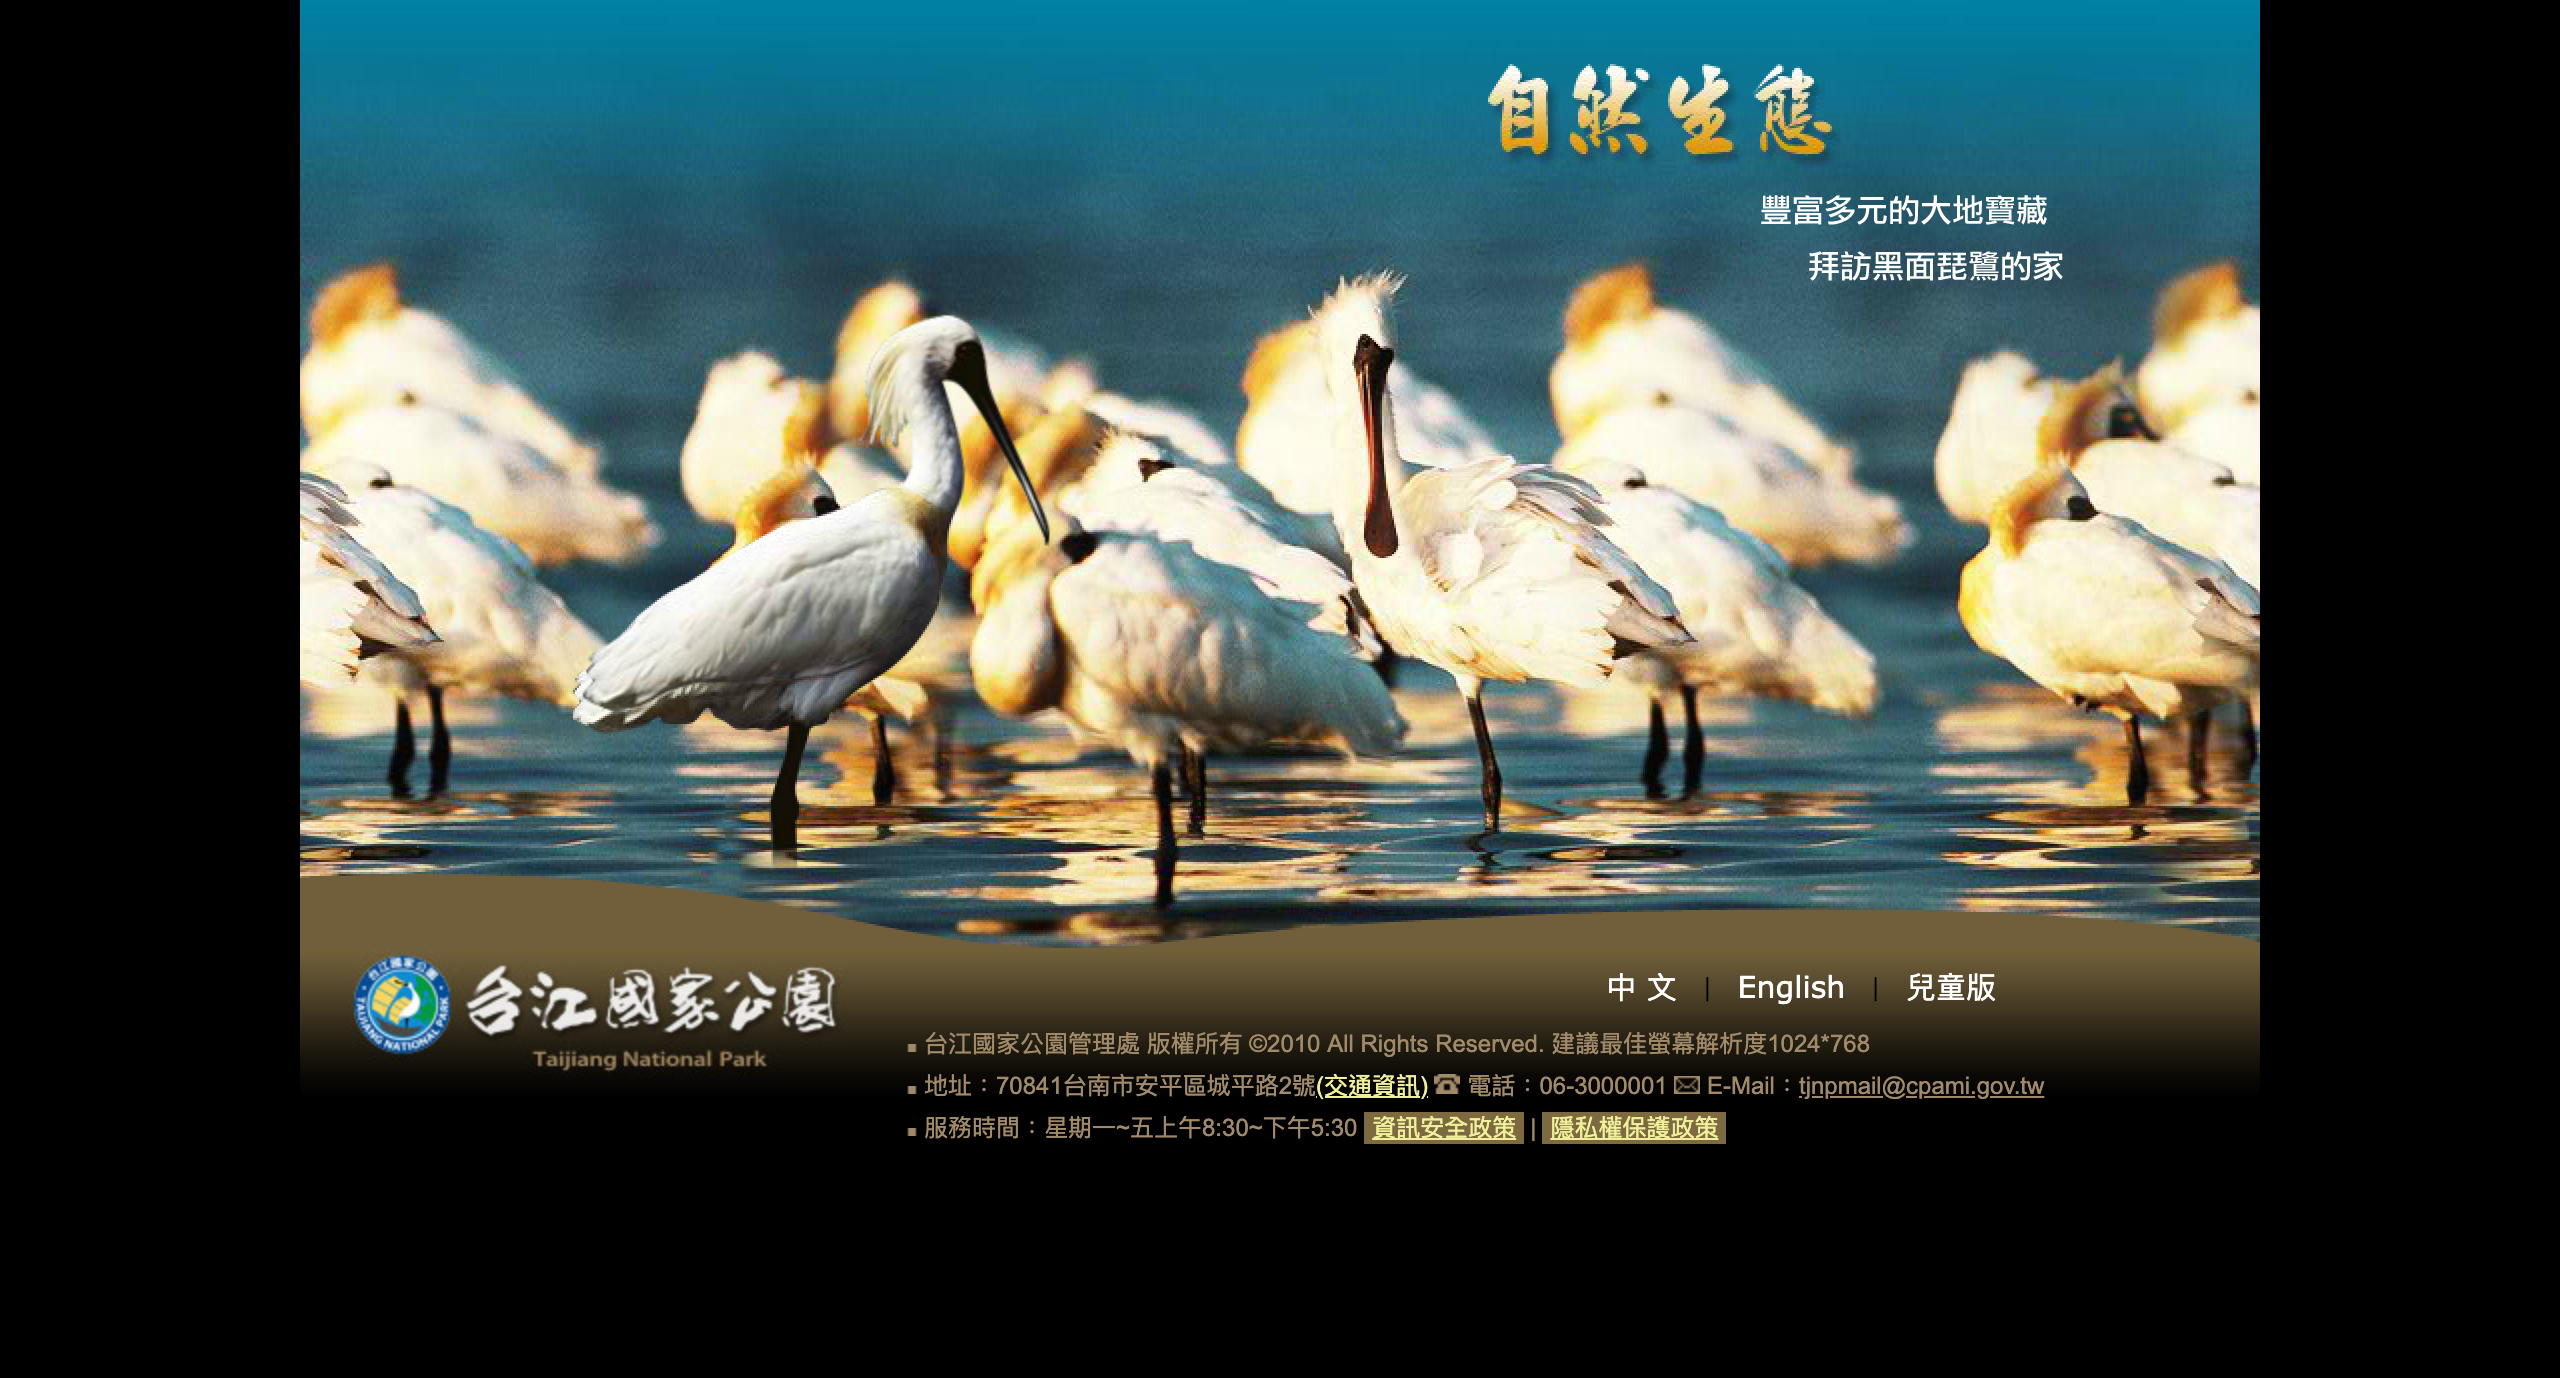 自然生態
豐富多元的大地寶藏
拜訪黑面琵鷺的家
台江國家公園
TAIJIANG NATIONAL PARK
台江國家公園
Taijiang National Park
中 文 | English | 兒童版
台江國家公園管理處 版權所有 ©2010 All Rights Reserved. 建議最佳螢幕解析度1024*768
地址：70841台南市安平區城平路2號(交通資訊) 電話：06-3000001 E-Mail：tjnpmail@cpami.gov.tw
服務時間：星期一~五上午8:30~下午5:30 資訊安全政策 | 隱私權保護政策